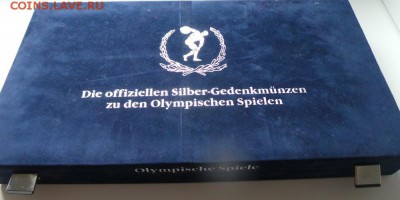 COINS.LAVE.RU
Die offiziellen Silber-Gedenkmünzen
zu den Olympischen Spielen
Olympische Spiele